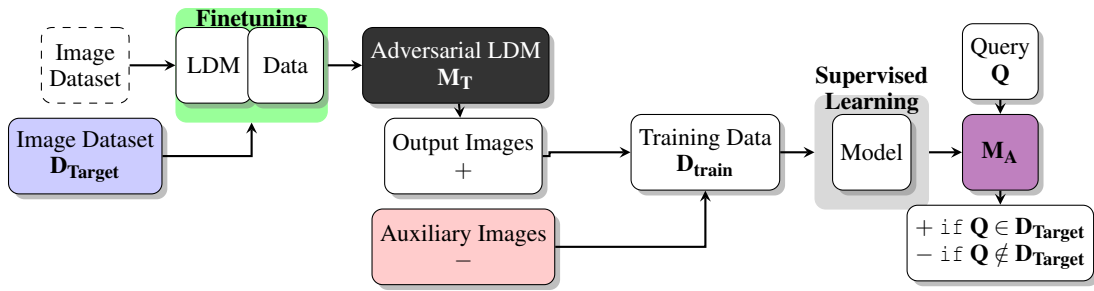 Finetuning
Image
Dataset
LDM
Data
Image Dataset
D_Target
Adversarial LDM
M_T
Output Images
+
Auxiliary Images
−
Training Data
D_train
Supervised
Learning
Model
Query
Q
M_A
+ if Q ∈ D_Target
− if Q ∉ D_Target